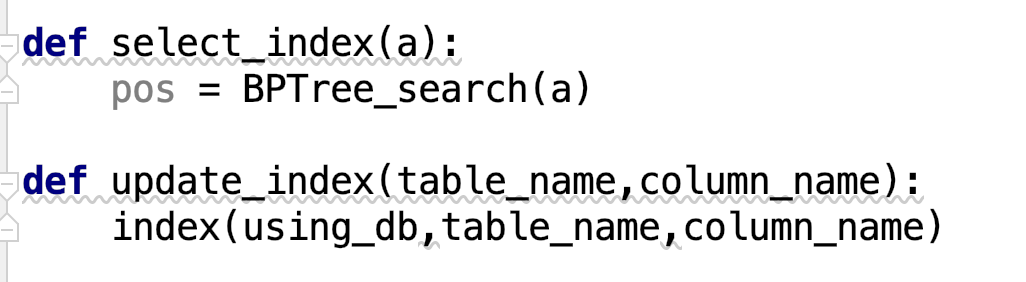 def select_index(a):
    pos = BPTree_search(a)
def update_index(table_name,column_name):
    index(using_db,table_name,column_name)